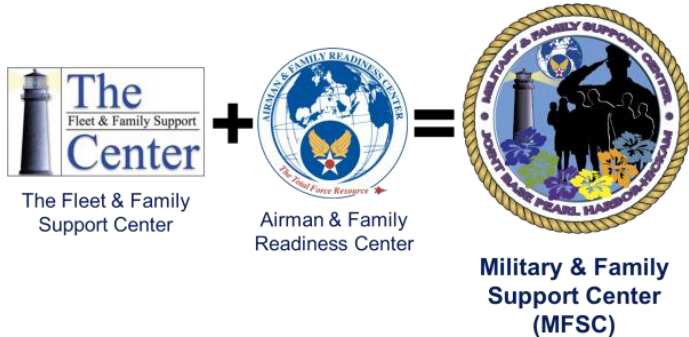 The
Fleet & Family Support
Center
+
AIRMAN & FAMILY READINESS CENTER
The Total Force Resource
=
MILITARY & FAMILY SUPPORT CENTER
JOINT BASE PEARL HARBOR-HICKAM
The Fleet & Family
Support Center
Airman & Family
Readiness Center
Military & Family
Support Center
(MFSC)